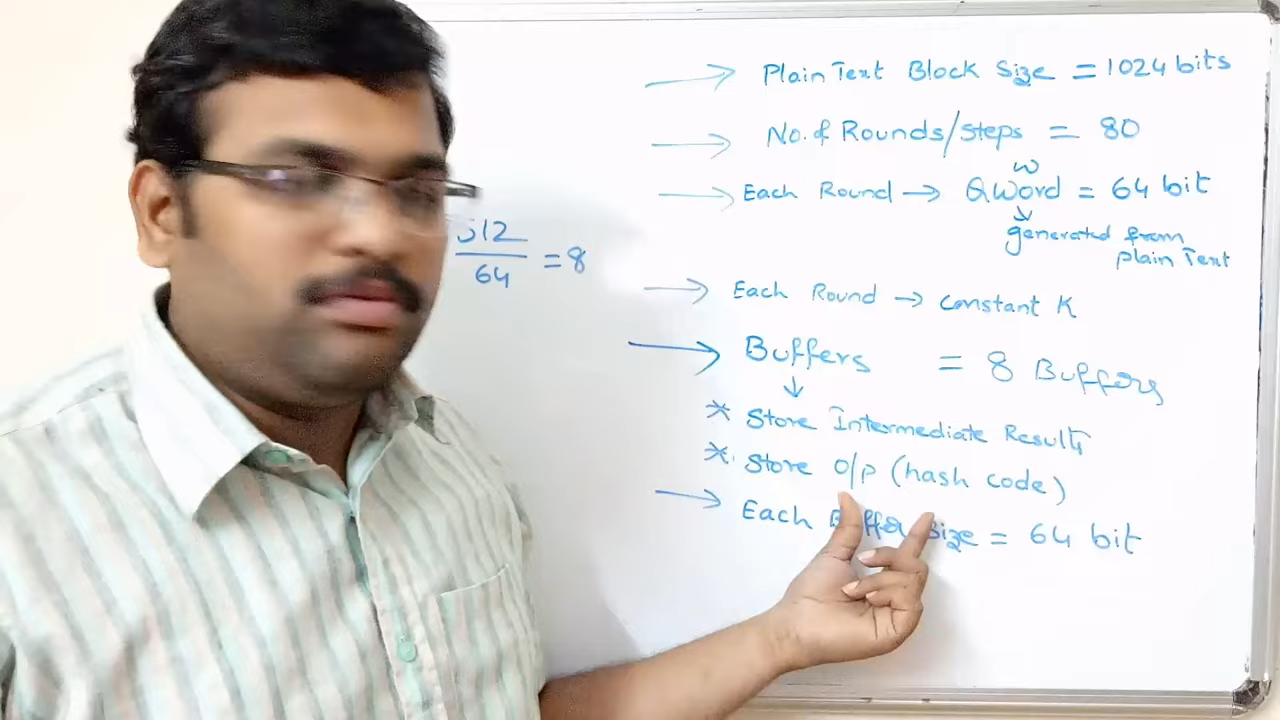 → Plain Text Block Size = 1024 bits
→ No. of Rounds/steps = 80
w
→ Each Round → QWord = 64 bit
↓
generated from
plain Text
512
64
= 8
→ Each Round → Constant K
→ Buffers = 8 Buffers
↓
* Store Intermediate Results
* Store O/P (hash code)
→ Each Buffer Size = 64 bit